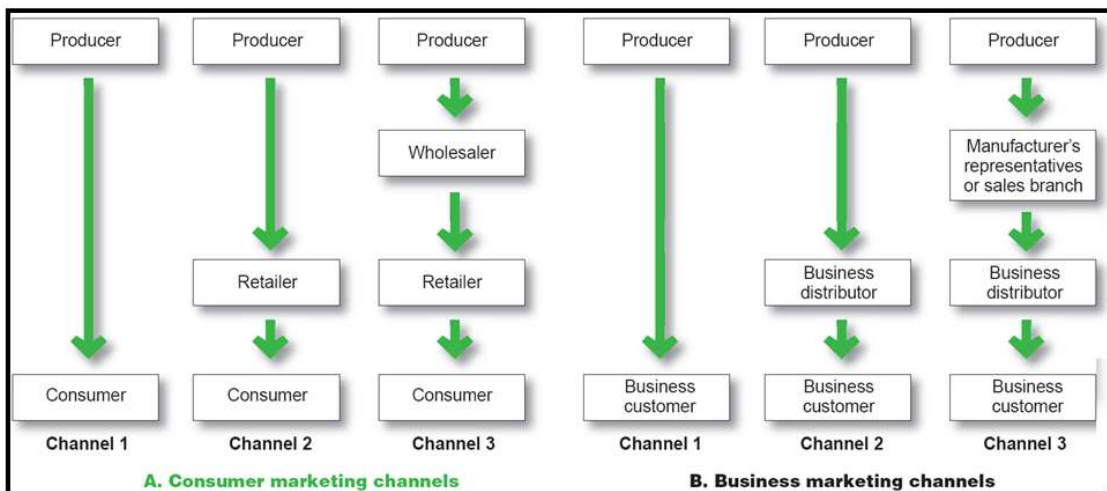 Producer
Producer
Producer
Producer
Producer
Producer
Wholesaler
Manufacturer's
representatives
or sales branch
Retailer
Retailer
Business
distributor
Business
distributor
Consumer
Consumer
Consumer
Business
customer
Business
customer
Business
customer
Channel 1
Channel 2
Channel 3
Channel 1
Channel 2
Channel 3
A. Consumer marketing channels
B. Business marketing channels